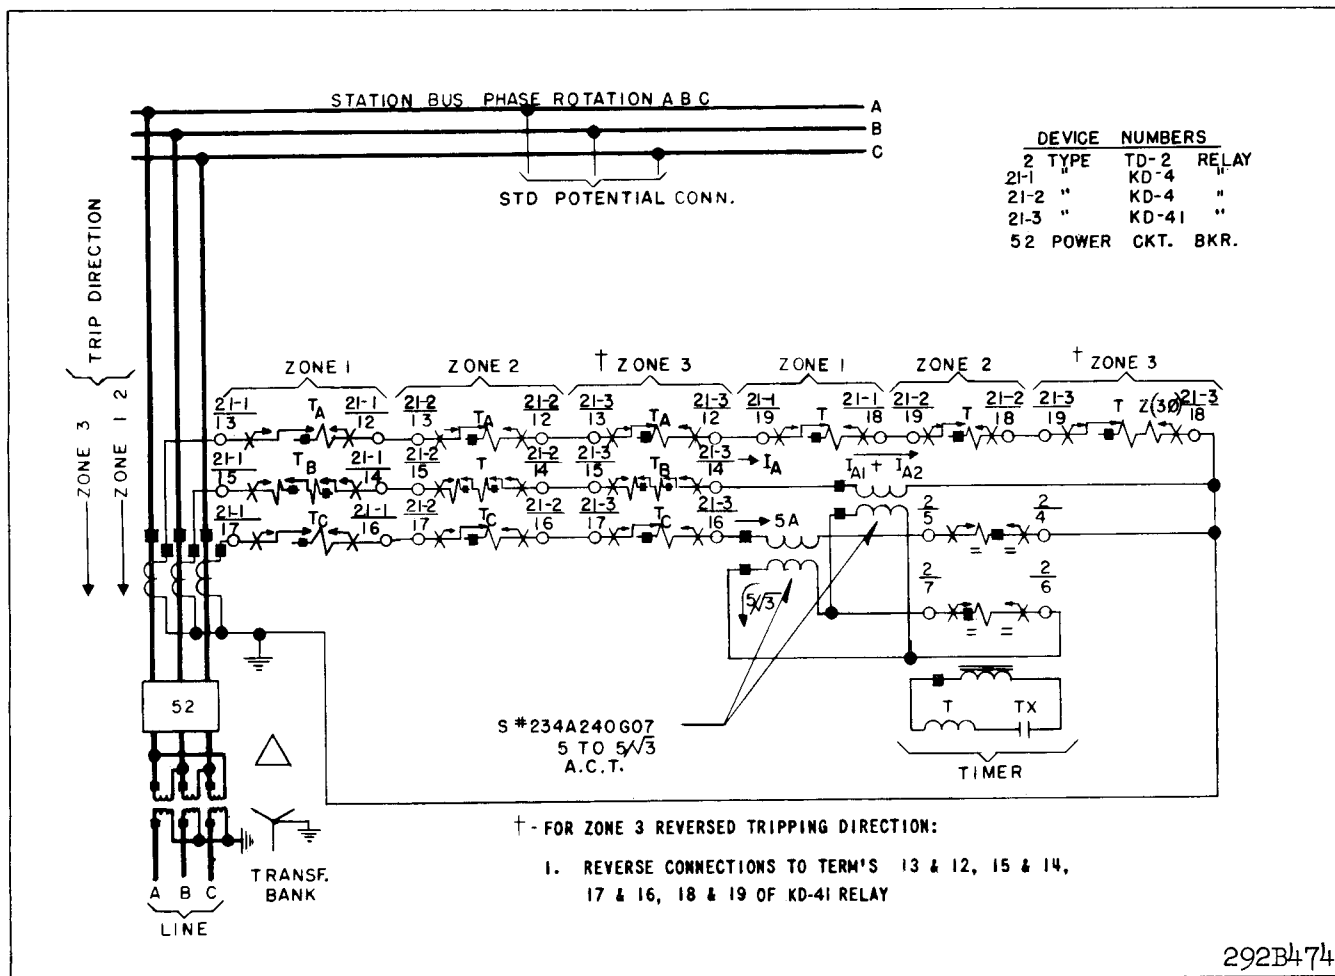 STATION BUS PHASE ROTATION A B C
A
B
C
STD POTENTIAL CONN.
DEVICE NUMBERS
2 TYPE TD-2 RELAY
21-1 " KD-4 "
21-2 " KD-4 "
21-3 " KD-41 "
52 POWER CKT. BKR.
TRIP DIRECTION
ZONE 3
ZONE 1 2
ZONE 1
ZONE 2
† ZONE 3
ZONE 1
ZONE 2
† ZONE 3
21-1 TA 21-1 21-2 TA 21-2 21-3 TA 21-3 21-1 T 21-1 21-2 T 21-2 21-3 T Z(3Ø) 21-3
13 12 13 12 13 12 19 18 19 18 19 18
21-1 TB 21-1 21-2 T 21-2 21-3 TB 21-3 IA IA1 + IA2
15 14 15 14 15 14
21-1 TC 21-1 21-2 TC 21-2 21-3 TC 21-3 5A 2 2
17 16 17 16 17 16 5 4
= =
5/√3 2 2
7 6
= =
52
S #234A240G07
5 TO 5/√3
A.C.T.
T TX
TIMER
TRANSF.
BANK
A B C
LINE
† - FOR ZONE 3 REVERSED TRIPPING DIRECTION:
1. REVERSE CONNECTIONS TO TERM'S 13 & 12, 15 & 14,
17 & 16, 18 & 19 OF KD-41 RELAY
292B474